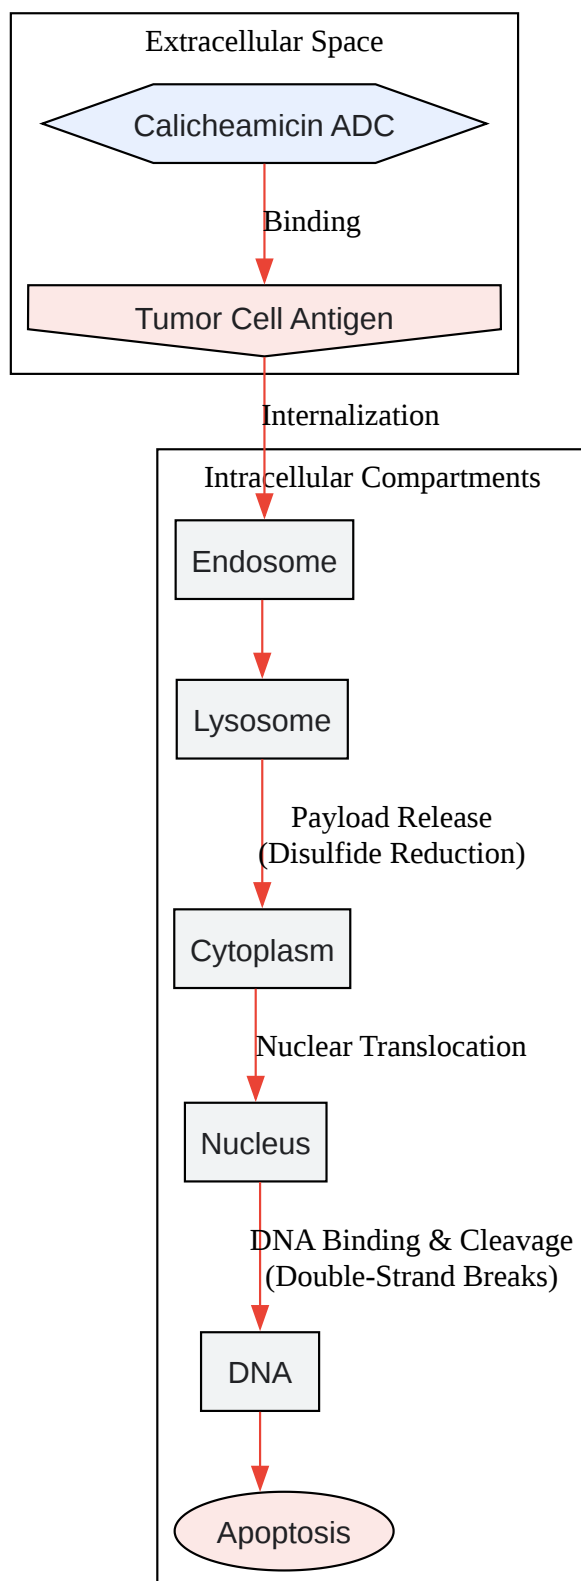 Extracellular Space
Calicheamicin ADC
Binding
Tumor Cell Antigen
Internalization
Intracellular Compartments
Endosome
Lysosome
Payload Release
(Disulfide Reduction)
Cytoplasm
Nuclear Translocation
Nucleus
DNA Binding & Cleavage
(Double-Strand Breaks)
DNA
Apoptosis